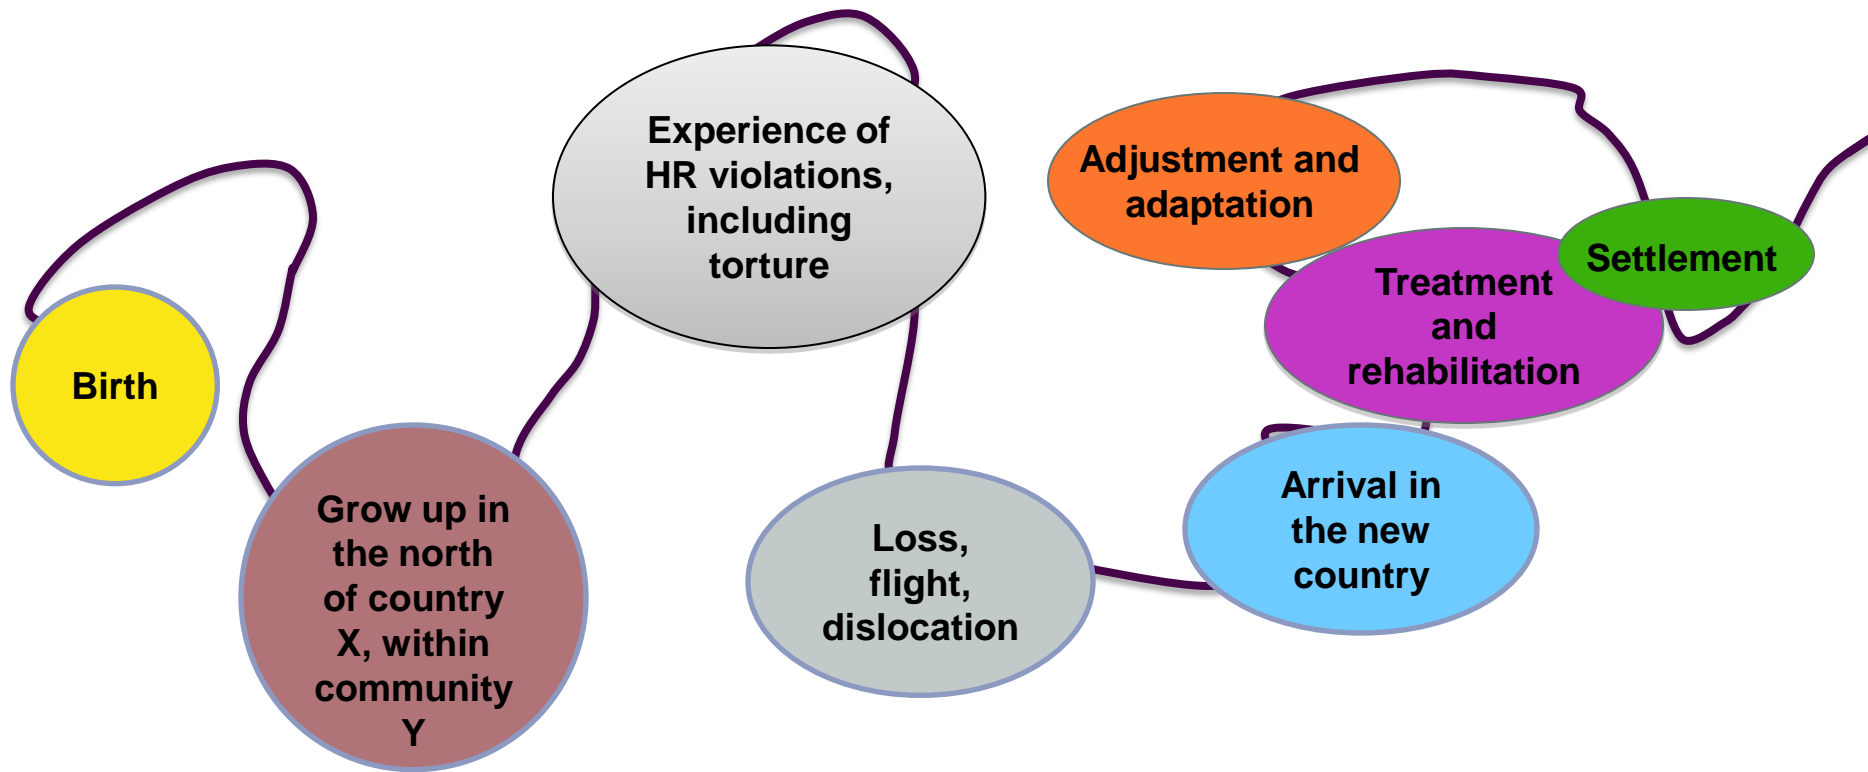 Birth
Grow up in
the north
of country
X, within
community
Y
Experience of
HR violations,
including
torture
Loss,
flight,
dislocation
Arrival in
the new
country
Treatment
and
rehabilitation
Adjustment and
adaptation
Settlement